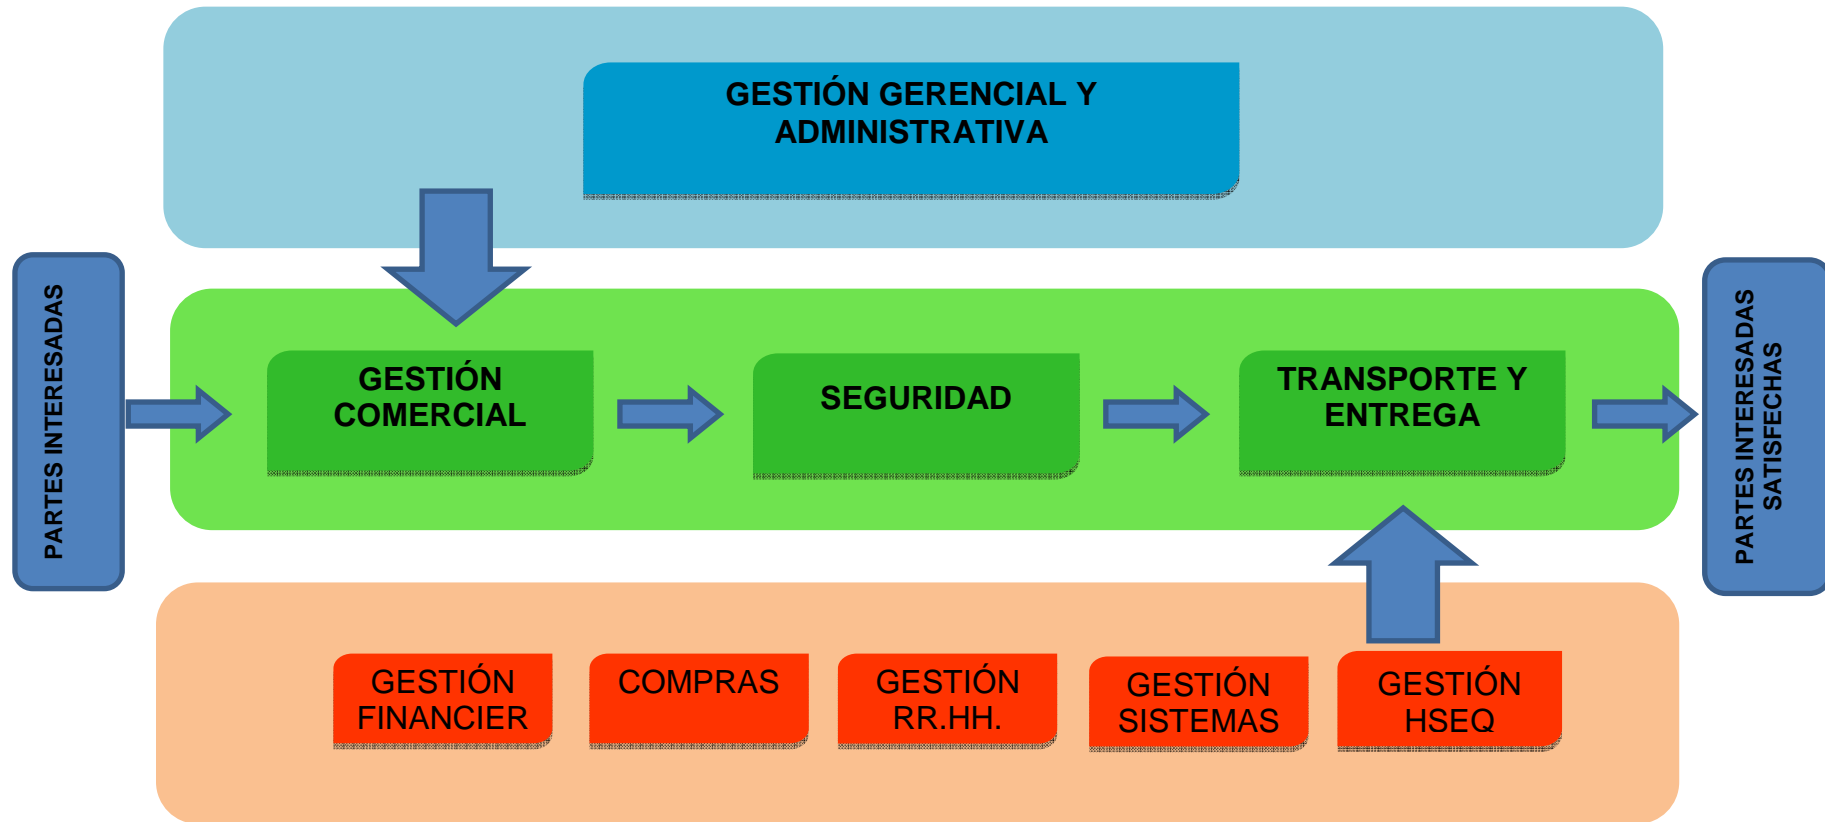 GESTIÓN GERENCIAL Y
ADMINISTRATIVA
PARTES INTERESADAS
GESTIÓN
COMERCIAL
SEGURIDAD
TRANSPORTE Y
ENTREGA
PARTES INTERESADAS
SATISFECHAS
GESTIÓN
FINANCIER
COMPRAS
GESTIÓN
RR.HH.
GESTIÓN
SISTEMAS
GESTIÓN
HSEQ